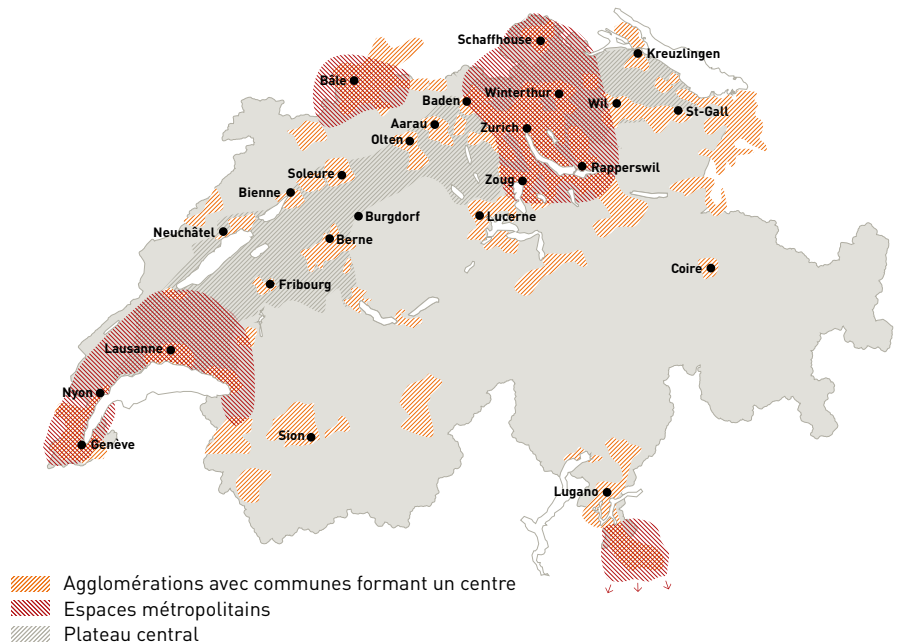 Schaffhouse
Kreuzlingen
Bâle
Winterthur
Baden
Wil
St-Gall
Aarau
Zurich
Olten
Rapperswil
Soleure
Zoug
Bienne
Burgdorf
Lucerne
Neuchâtel
Berne
Coire
Fribourg
Lausanne
Nyon
Sion
Genève
Lugano
Agglomérations avec communes formant un centre
Espaces métropolitains
Plateau central